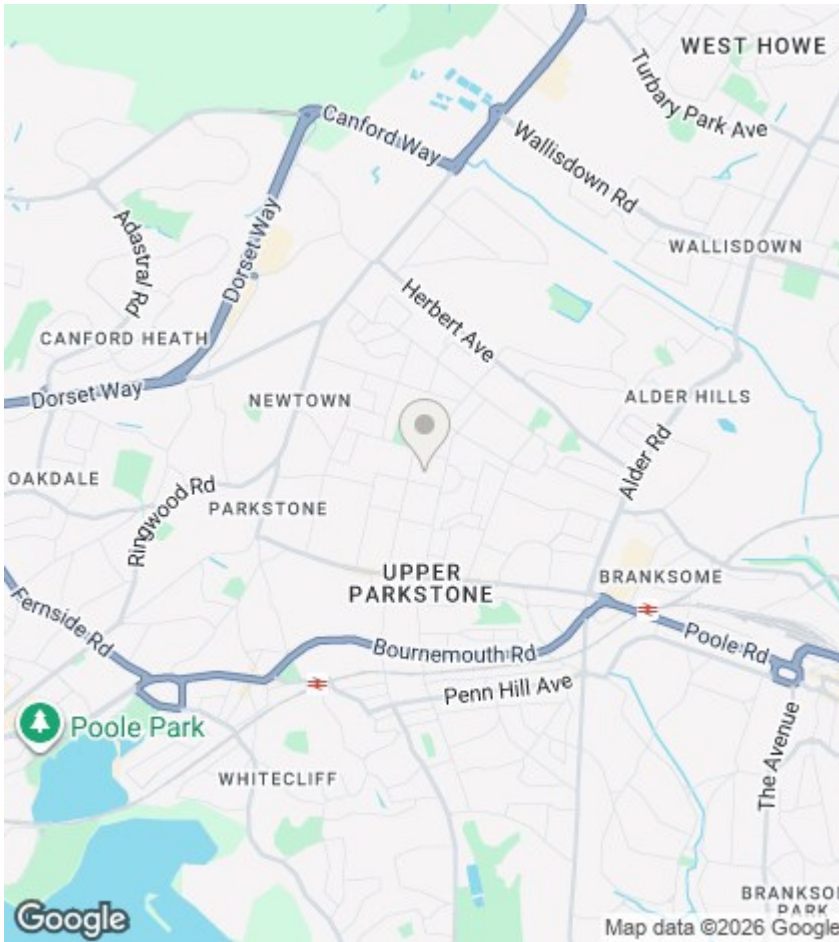 WEST HOWE
Turbary Park Ave
Canford Way
Wallisdown Rd
WALLISDOWN
Adastral Rd
Dorset Way
Herbert Ave
CANFORD HEATH
Dorset Way
NEWTOWN
ALDER HILLS
OAKDALE
Ringwood Rd
PARKSTONE
Alder Rd
UPPER
PARKSTONE
BRANKSOME
Fernside Rd
Bournemouth Rd
Poole Rd
Penn Hill Ave
Poole Park
The Avenue
WHITECLIFF
BRANKSO
PARK
Google
Map data ©2026 Google